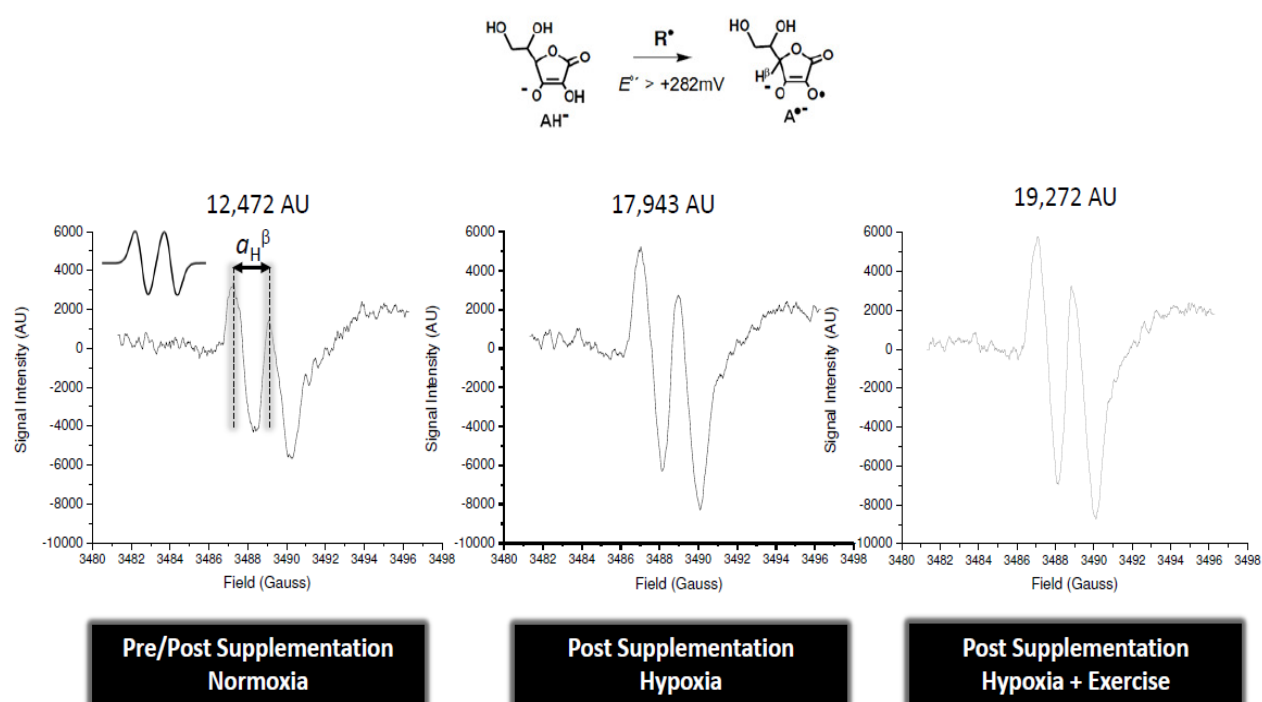 HO OH
R•
O
O
-O OH
AH-
E°′ > +282mV
HO OH
O
O
Hβ
-
O O•
A•-
12,472 AU
17,943 AU
19,272 AU
aHβ
Signal Intensity (AU)
6000
4000
2000
0
-2000
-4000
-6000
-8000
-10000
3480 3482 3484 3486 3488 3490 3492 3494 3496 3498
Field (Gauss)
Signal Intensity (AU)
6000
4000
2000
0
-2000
-4000
-6000
-8000
-10000
3480 3482 3484 3486 3488 3490 3492 3494 3496 3498
Field (Gauss)
Signal Intensity (AU)
6000
4000
2000
0
-2000
-4000
-6000
-8000
-10000
3480 3482 3484 3486 3488 3490 3492 3494 3496 3498
Field (Gauss)
Pre/Post Supplementation
Normoxia
Post Supplementation
Hypoxia
Post Supplementation
Hypoxia + Exercise